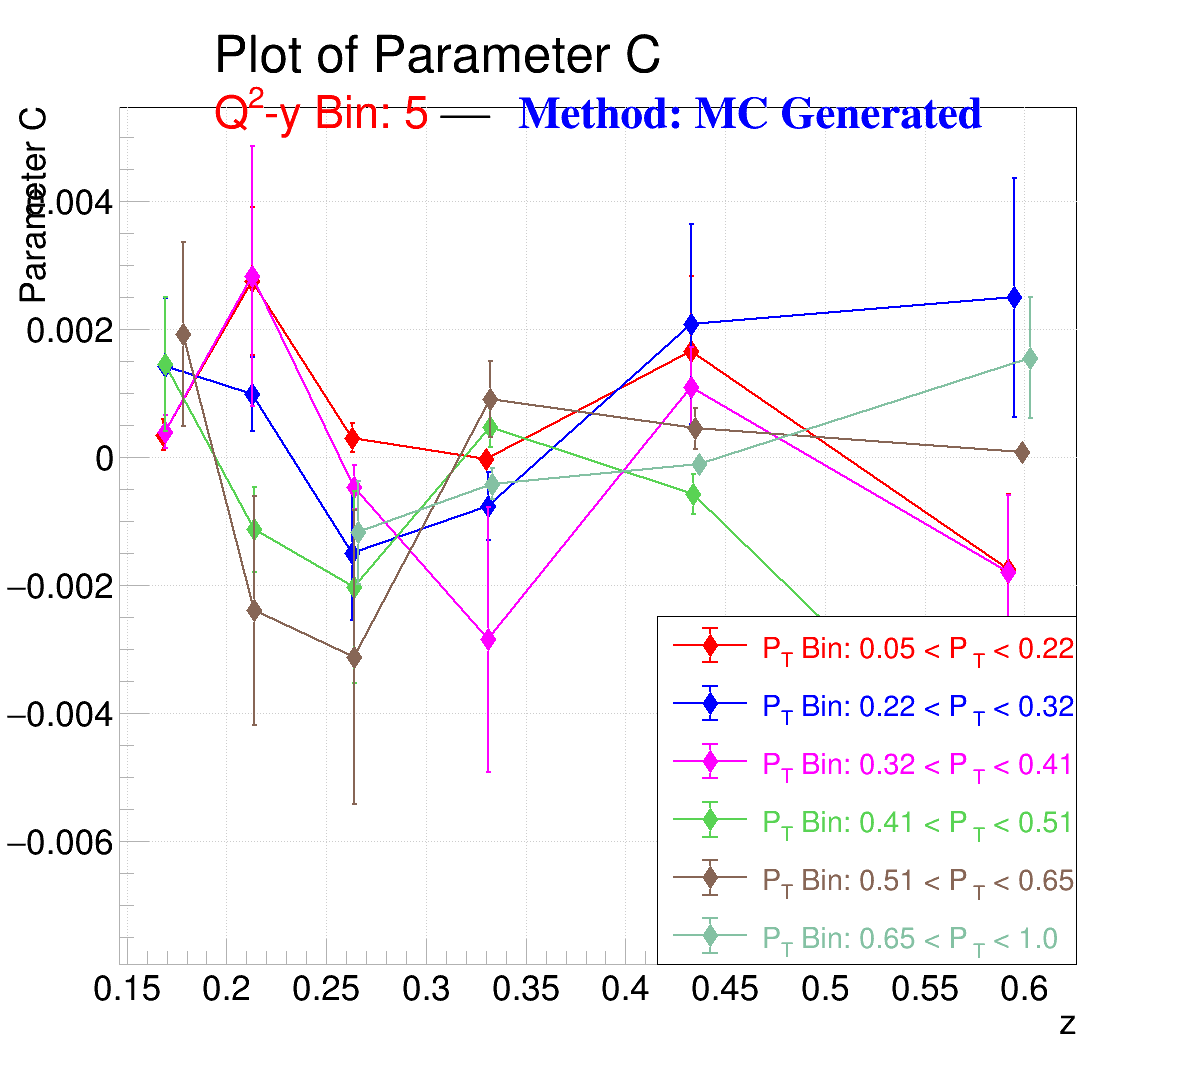 Plot of Parameter C
Q2-y Bin: 5 — Method: MC Generated
Parameter C
0.004
0.002
0
−0.002
−0.004
−0.006
PT Bin: 0.05 < PT < 0.22
PT Bin: 0.22 < PT < 0.32
PT Bin: 0.32 < PT < 0.41
PT Bin: 0.41 < PT < 0.51
PT Bin: 0.51 < PT < 0.65
PT Bin: 0.65 < PT < 1.0
0.15 0.2 0.25 0.3 0.35 0.4 0.45 0.5 0.55 0.6
z